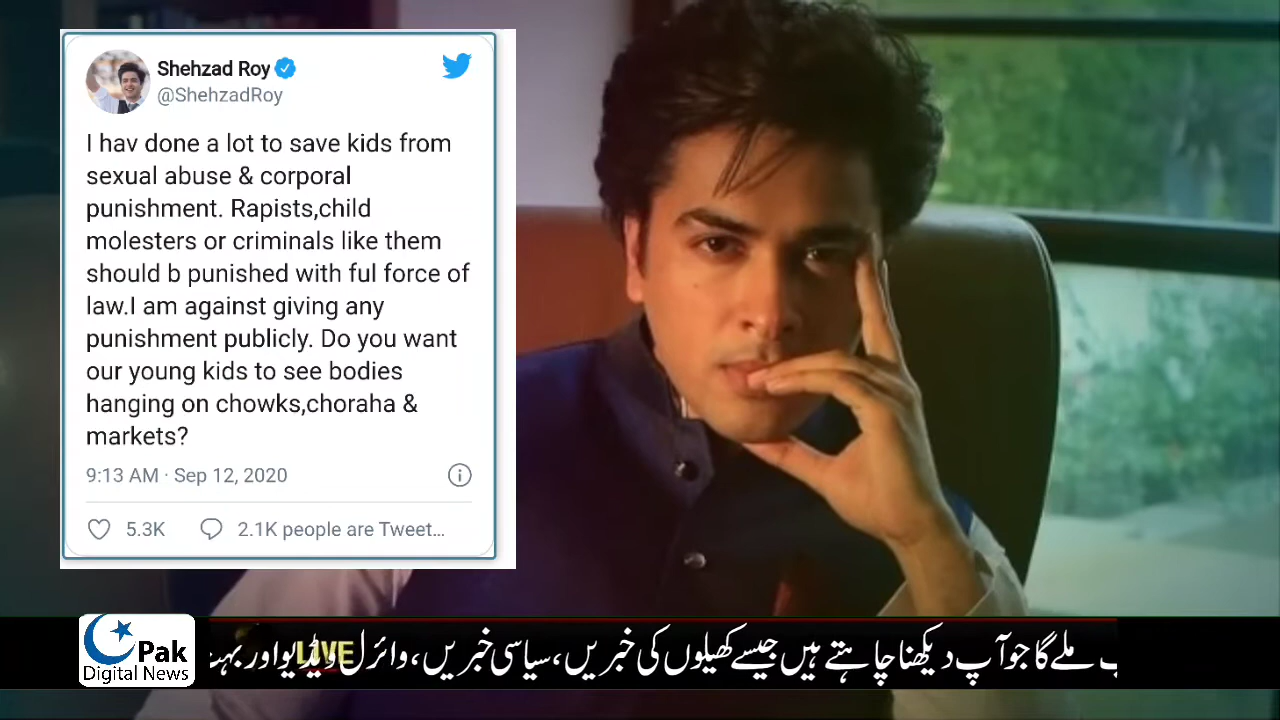 Shehzad Roy
@ShehzadRoy
I hav done a lot to save kids from
sexual abuse & corporal
punishment. Rapists,child
molesters or criminals like them
should b punished with ful force of
law.I am against giving any
punishment publicly. Do you want
our young kids to see bodies
hanging on chowks,choraha &
markets?
9:13 AM · Sep 12, 2020
5.3K
2.1K people are Tweet...
Pak
Digital News
LIVE
ملے گا جو آپ دیکھنا چاہتے ہیں جیسے کھیلوں کی خبریں، سیاسی خبریں، وائرل ویڈیو اور بہت